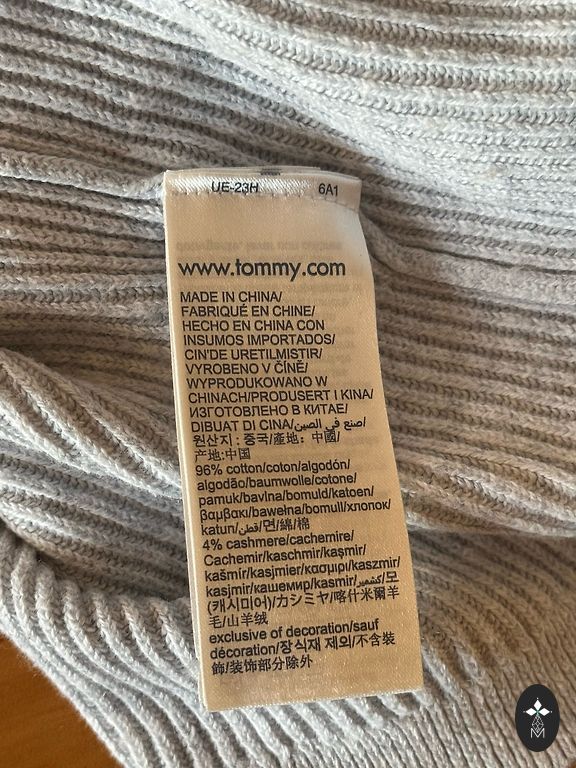 UE-23H 6A1
www.tommy.com
MADE IN CHINA/
FABRIQUÉ EN CHINE/
HECHO EN CHINA CON
INSUMOS IMPORTADOS/
CIN'DE URETILMISTIR/
VYROBENO V ČÍNĚ/
WYPRODUKOWANO W
CHINACH/PRODUSERT I KINA/
ИЗГОТОВЛЕНО В КИТАЕ/
DIBUAT DI CINA/صنع في الصين/
원산지 : 중국/產地：中國/
产地:中国
96% cotton/coton/algodón/
algodão/baumwolle/cotone/
pamuk/bavlna/bomuld/katoen/
βαμβακι/bawełna/bomull/хлопок/
katun/قطن/면/綿/棉
4% cashmere/cachemire/
Cachemir/kaschmir/kaşmir/
kašmír/kasjmier/κασμιρι/kaszmir/
kasjmir/кашемир/kasmir/كشمير/모
(캐시미어)/カシミヤ/喀什米爾羊
毛/山羊绒
exclusive of decoration/sauf
décoration/장식재 제외/不含裝
飾/装饰部分除外